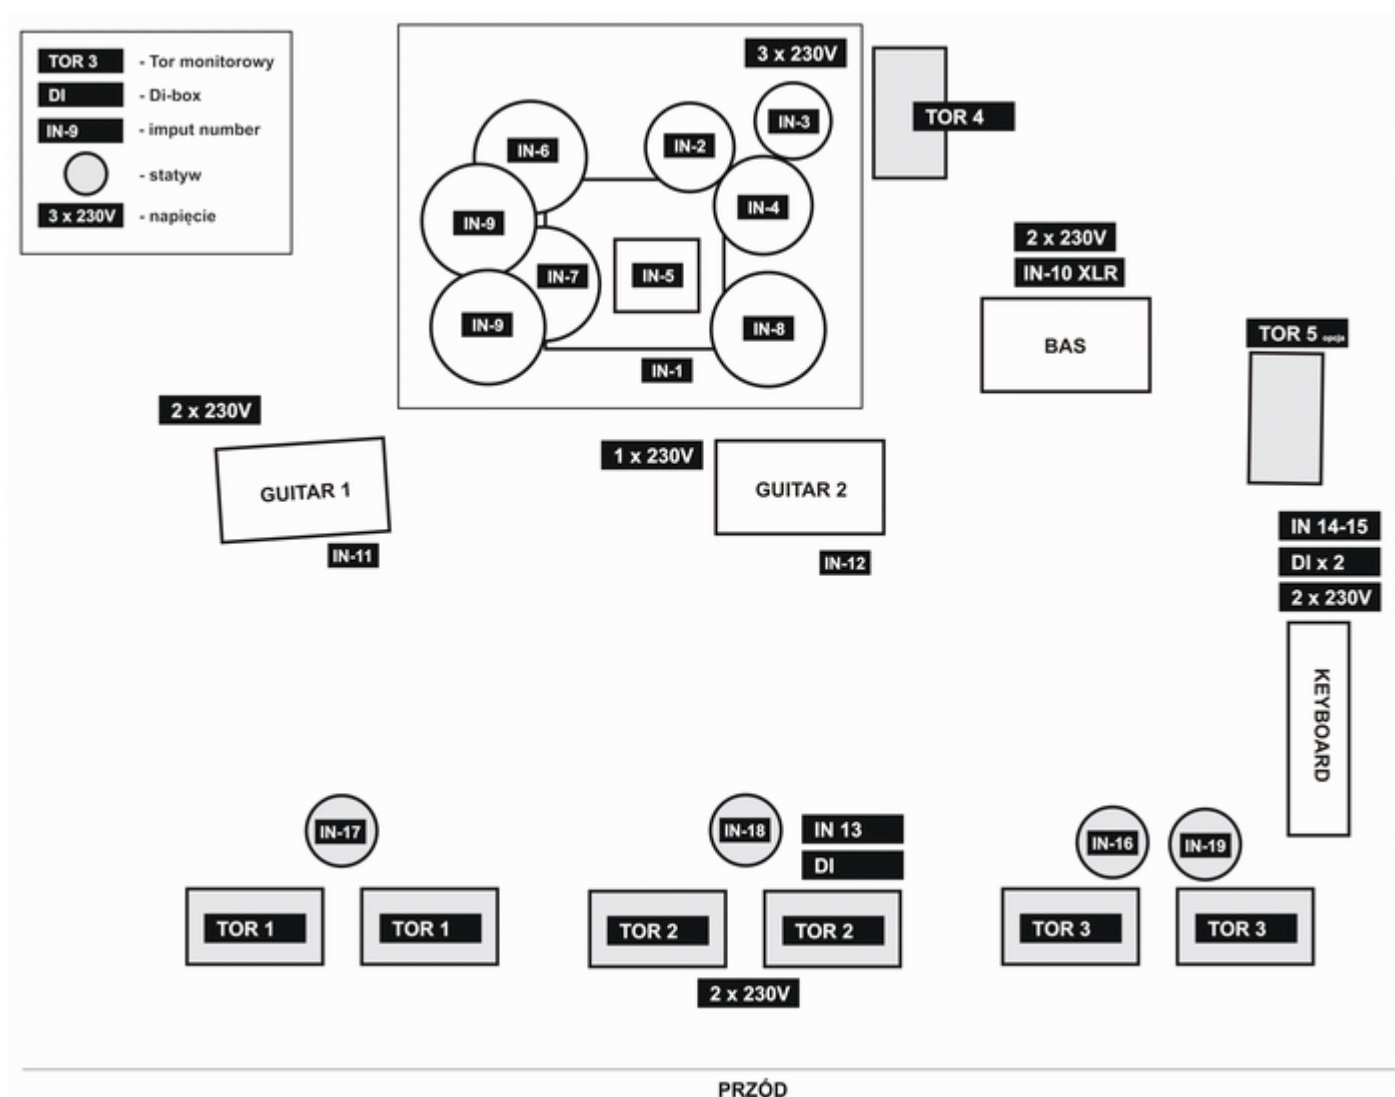 TOR 3 - Tor monitorowy
DI - Di-box
IN-9 - imput number
- statyw
3 x 230V - napięcie
3 x 230V
IN-3
TOR 4
IN-2
IN-6
IN-4
IN-9
IN-7
IN-5
IN-9
IN-8
IN-1
2 x 230V
IN-10 XLR
BAS
TOR 5 opcja
2 x 230V
GUITAR 1
IN-11
1 x 230V
GUITAR 2
IN-12
IN 14-15
DI x 2
2 x 230V
KEYBOARD
IN-17
IN-18
IN 13
DI
IN-16
IN-19
TOR 1
TOR 1
TOR 2
TOR 2
TOR 3
TOR 3
2 x 230V
PRZÓD